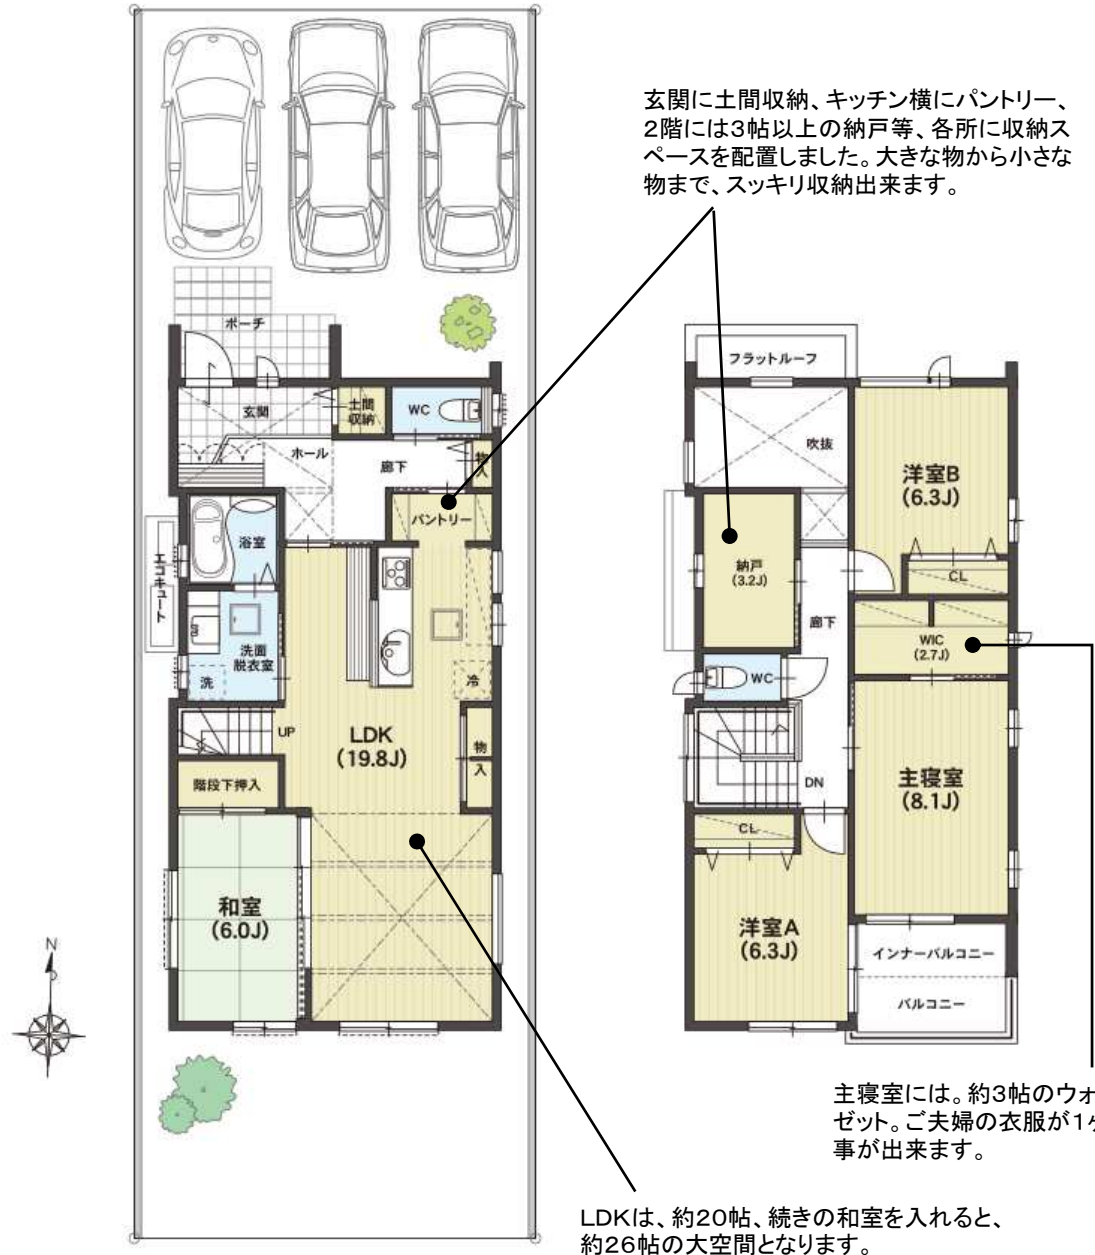 玄関に土間収納、キッチン横にパントリー、
2階には3帖以上の納戸等、各所に収納ス
ペースを配置しました。大きな物から小さな
物まで、スッキリ収納出来ます。
ポーチ
玄関
土間
収納
WC
ホール
廊下
物入
パントリー
浴室
エコキュート
洗面
脱衣室
洗
冷
UP
LDK
(19.8J)
物
入
階段下押入
和室
(6.0J)
N
フラットルーフ
吹抜
洋室B
(6.3J)
納戸
(3.2J)
CL
廊下
WIC
(2.7J)
WC
主寝室
(8.1J)
DN
CL
洋室A
(6.3J)
インナーバルコニー
バルコニー
主寝室には。約3帖のウォ
ゼット。ご夫婦の衣服が1ヶ
事が出来ます。
LDKは、約20帖、続きの和室を入れると、
約26帖の大空間となります。